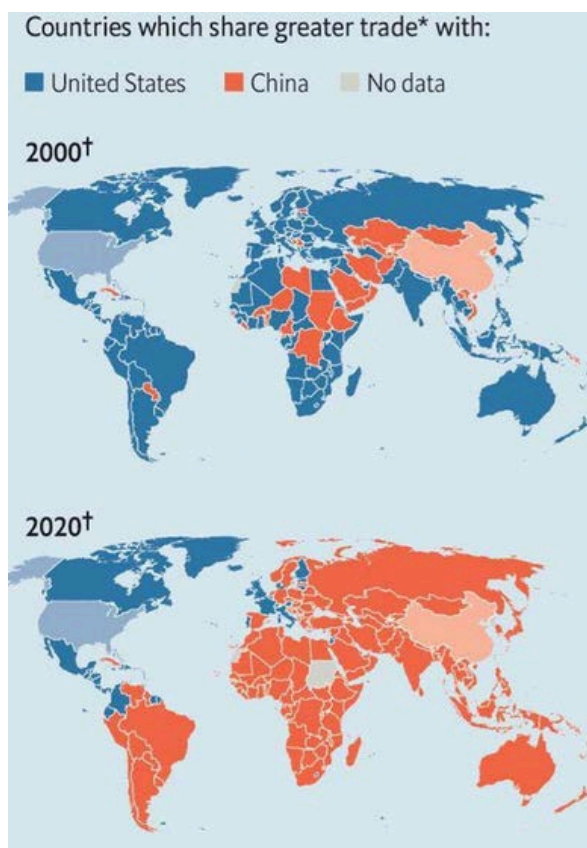 Countries which share greater trade* with:
United States China No data
2000†
2020†